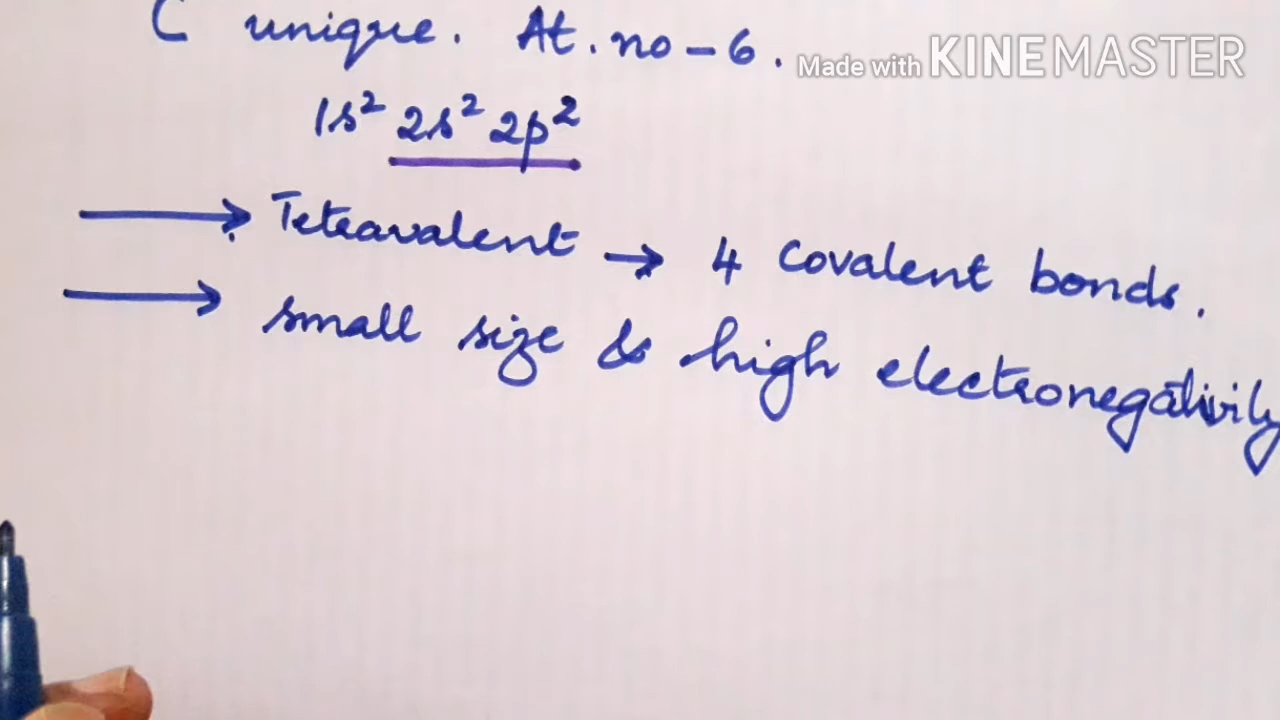 C unique. At. no - 6.
Made with KINEMASTER
1s² 2s² 2p²
→ Tetravalent → 4 covalent bonds.
→ small size & high electronegativity